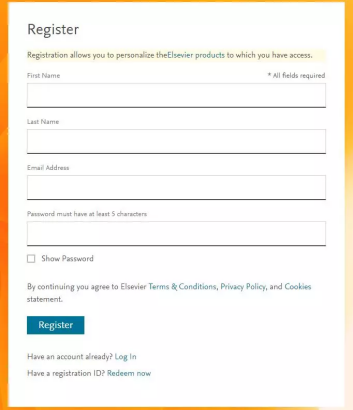 Register
Registration allows you to personalize theElsevier products to which you have access.
First Name * All fields required
Last Name
Email Address
Password must have at least 5 characters
Show Password
By continuing you agree to Elsevier Terms & Conditions, Privacy Policy, and Cookies
statement.
Register
Have an account already? Log In
Have a registration ID? Redeem now